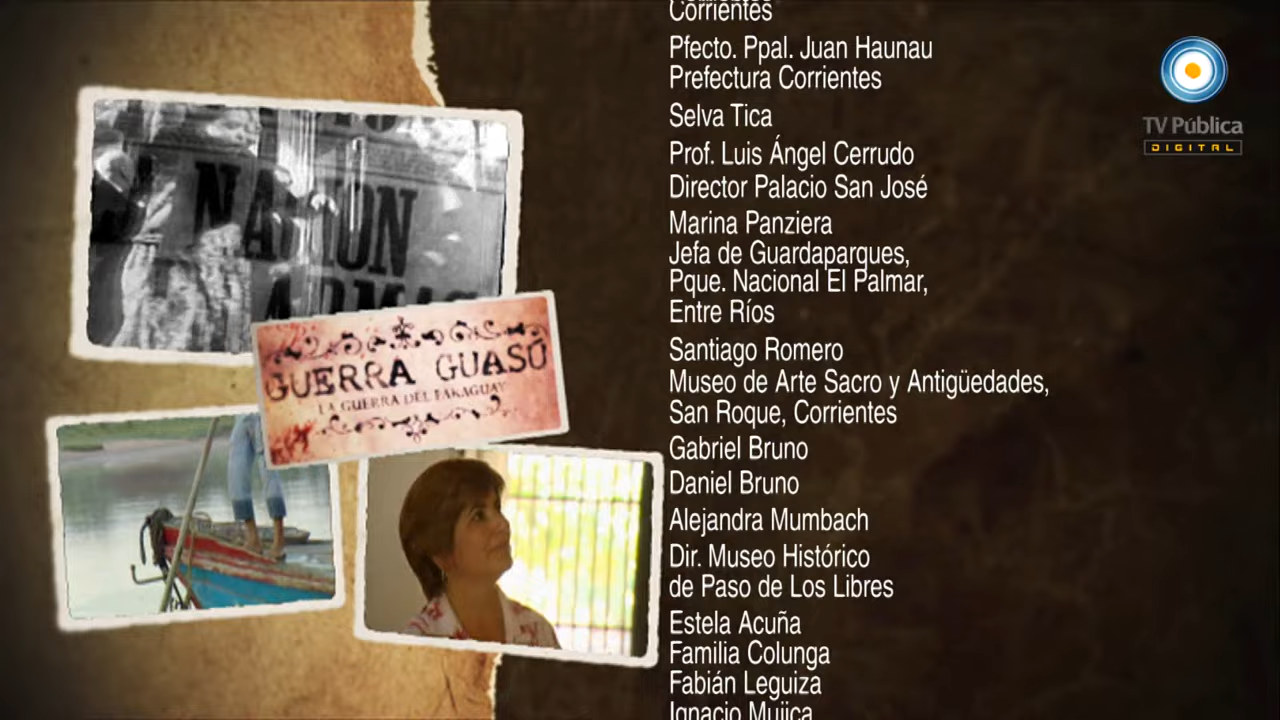 Corrientes
Pfecto. Ppal. Juan Haunau
Prefectura Corrientes
Selva Tica
Prof. Luis Ángel Cerrudo
Director Palacio San José
Marina Panziera
Jefa de Guardaparques,
Pque. Nacional El Palmar,
Entre Ríos
Santiago Romero
Museo de Arte Sacro y Antigüedades,
San Roque, Corrientes
Gabriel Bruno
Daniel Bruno
Alejandra Mumbach
Dir. Museo Histórico
de Paso de Los Libres
Estela Acuña
Familia Colunga
Fabián Leguiza
Ignacio Mujica
TV Pública
DIGITAL
GUERRA GUASÚ
LA GUERRA DEL PARAGUAY